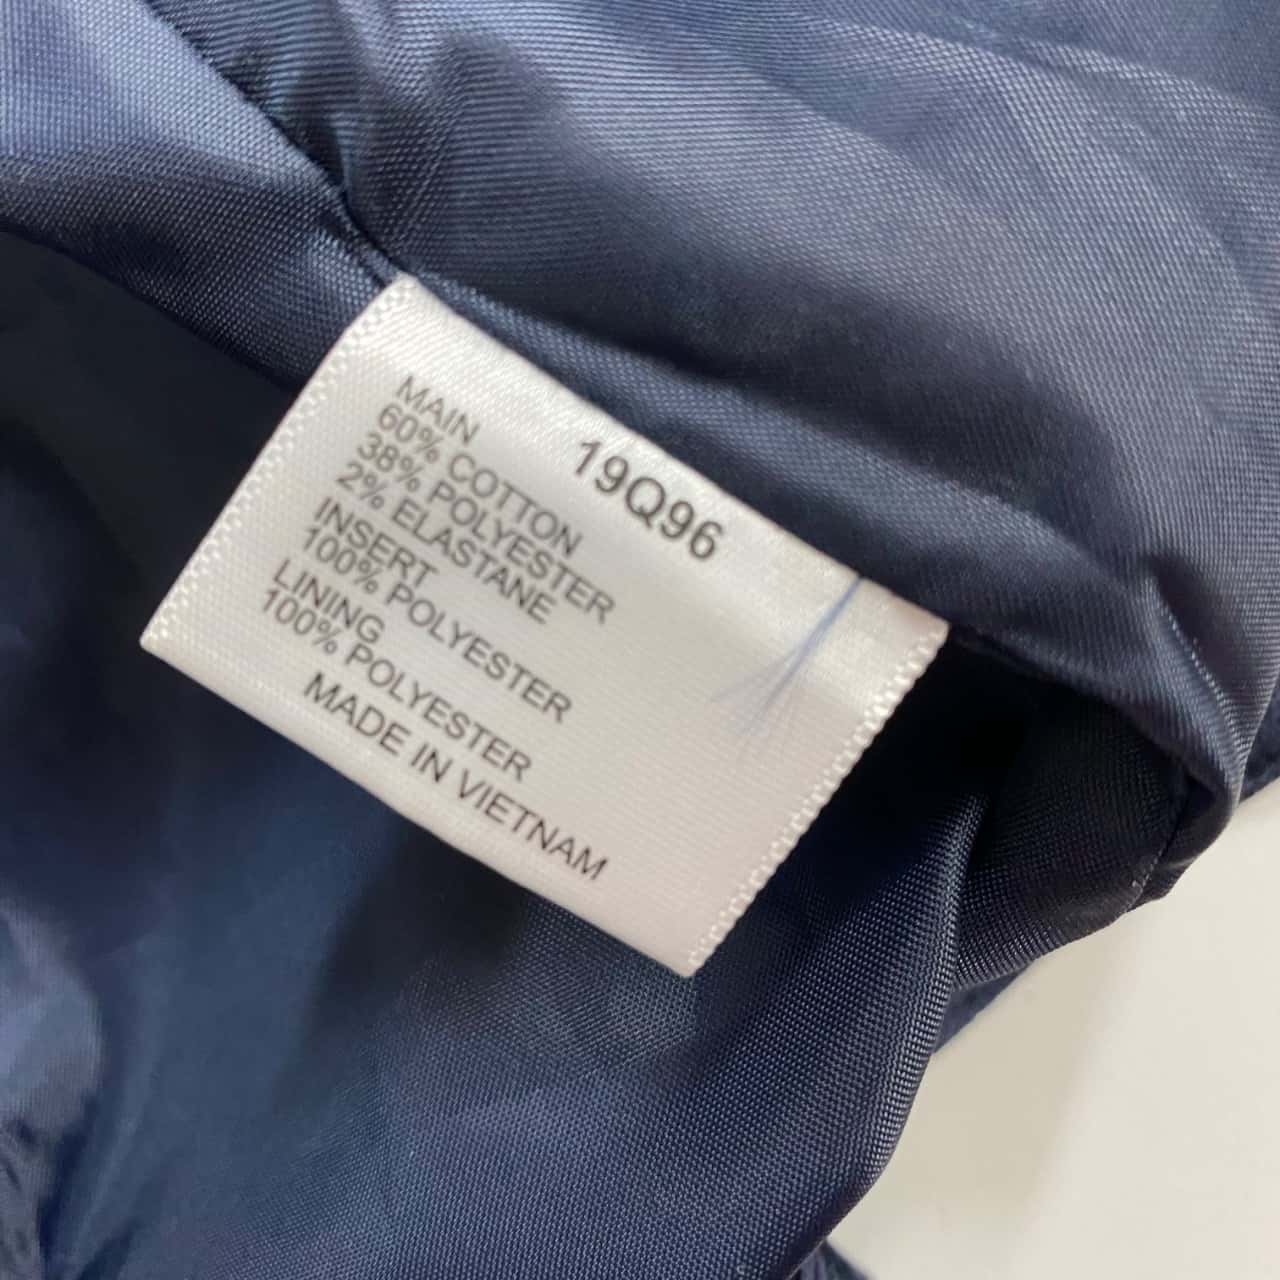 19Q96
MAIN
60% COTTON
38% POLYESTER
2% ELASTANE
INSERT
100% POLYESTER
LINING
100% POLYESTER
MADE IN VIETNAM